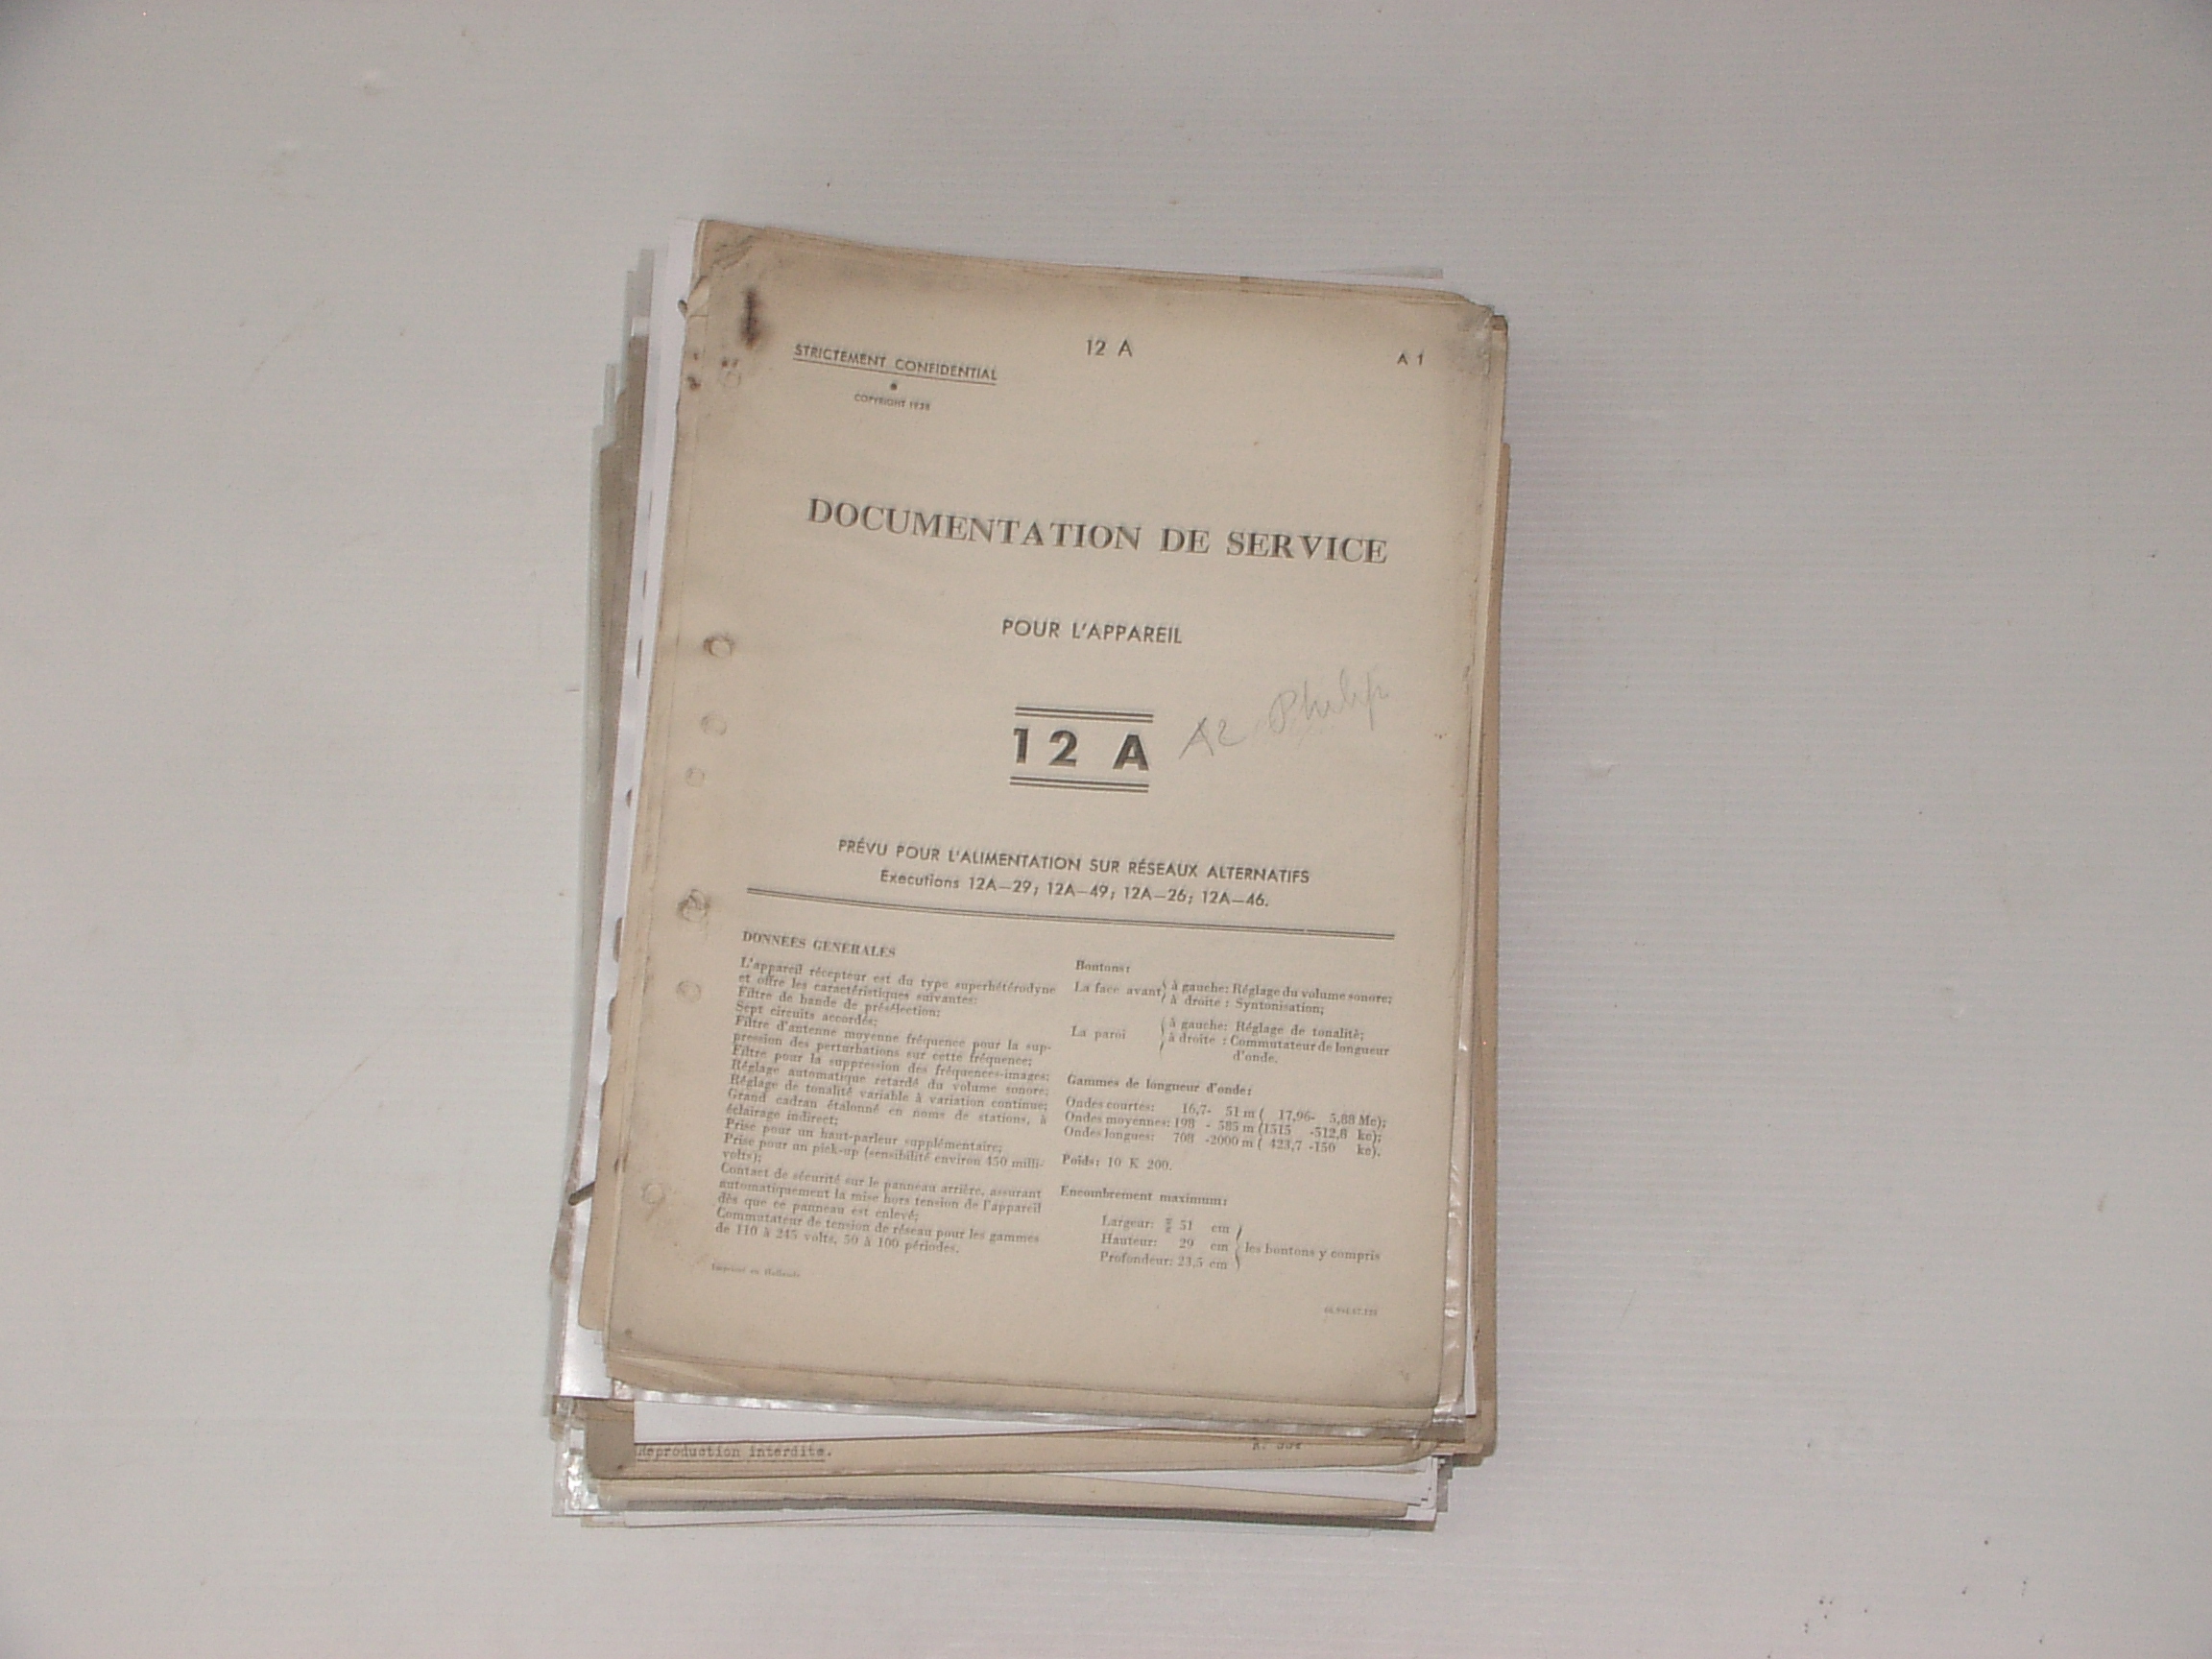 12 A
A 1
STRICTEMENT CONFIDENTIAL
COPYRIGHT 1938
DOCUMENTATION DE SERVICE
POUR L'APPAREIL
12 A
A2 Philips
PRÉVU POUR L'ALIMENTATION SUR RÉSEAUX ALTERNATIFS
Executions 12A—29; 12A—49; 12A—26; 12A—46.
DONNÉES GÉNÉRALES
L'appareil récepteur est du type superhétérodyne
et offre les caractéristiques suivantes:
Filtre de bande de présélection;
Sept circuits accordés;
Filtre d'antenne moyenne fréquence pour la sup-
pression des perturbations sur cette fréquence;
Filtre pour la suppression des fréquences-images;
Réglage automatique retardé du volume sonore;
Réglage de tonalité variable à variation continue;
Grand cadran étalonné en noms de stations, à
éclairage indirect;
Prise pour un haut-parleur supplémentaire;
Prise pour un pick-up (sensibilité environ 450 milli-
volts);
Contact de sécurité sur le panneau arrière, assurant
automatiquement la mise hors tension de l'appareil
dès que ce panneau est enlevé;
Commutateur de tension de réseau pour les gammes
de 110 à 245 volts, 50 à 100 périodes.
Imprimé en Hollande
Boutons:
La face avant à gauche: Réglage du volume sonore;
à droite : Syntonisation;
La paroi à gauche: Réglage de tonalité;
à droite : Commutateur de longueur
d'onde.
Gammes de longueur d'onde:
Ondes courtes: 16,7- 51 m ( 17,96- 5,88 Mc);
Ondes moyennes: 198 - 585 m (1515 -512,8 kc);
Ondes longues: 708 -2000 m ( 423,7 -150 kc).
Poids: 10 K 200.
Encombrement maximum:
Largeur: 51 cm
Hauteur: 29 cm les boutons y compris
Profondeur: 23,5 cm
Reproduction interdite.